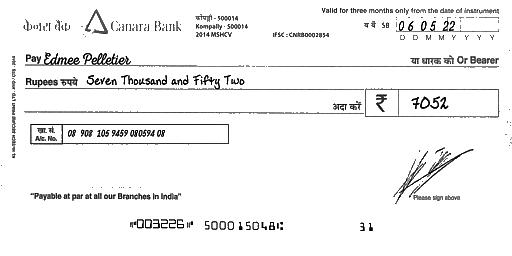 Valid for three months only from the date of instrument
केनरा बैंक Canara Bank
कोंपल्ली - 500014
Kompally - 500014
2014 MSHCV
IFSC : CNRB0002854
SB 06 05 22
D D M M Y Y Y Y
Pay Edmee Pelletier या धारक को Or Bearer
Rupees रुपये Seven Thousand and Fifty Two
अदा करें ₹ 7052
खा. सं.
A/c. No. 08 908 105 9459 080594 08
"Payable at par at all our Branches in India"
Please sign above
⑈003226⑈ 500015048⑆ 31